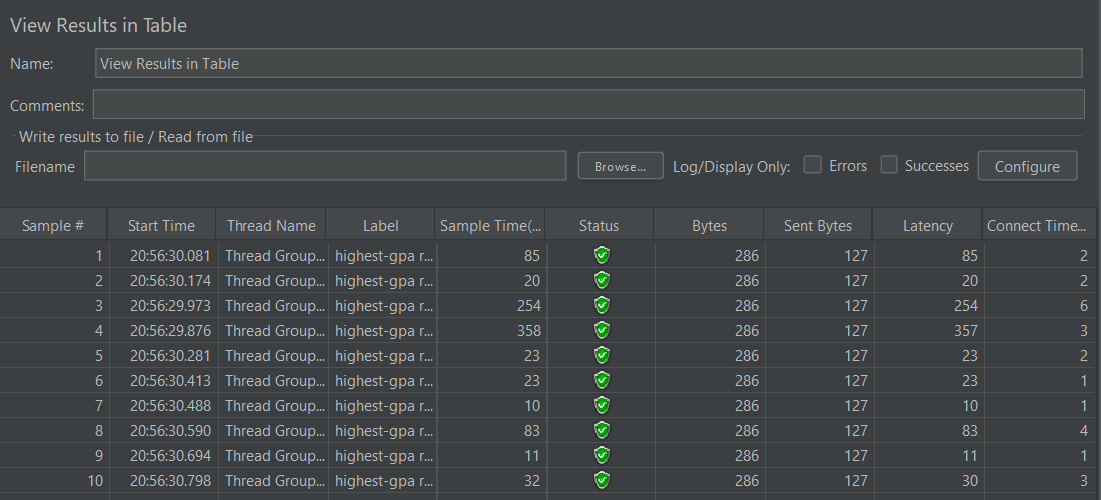 View Results in Table
Name: View Results in Table
Comments:
Write results to file / Read from file
Filename Browse... Log/Display Only: Errors Successes Configure
Sample # Start Time Thread Name Label Sample Time(... Status Bytes Sent Bytes Latency Connect Time...
1 20:56:30.081 Thread Group... highest-gpa r... 85 286 127 85 2
2 20:56:30.174 Thread Group... highest-gpa r... 20 286 127 20 2
3 20:56:29.973 Thread Group... highest-gpa r... 254 286 127 254 6
4 20:56:29.876 Thread Group... highest-gpa r... 358 286 127 357 3
5 20:56:30.281 Thread Group... highest-gpa r... 23 286 127 23 2
6 20:56:30.413 Thread Group... highest-gpa r... 23 286 127 23 1
7 20:56:30.488 Thread Group... highest-gpa r... 10 286 127 10 1
8 20:56:30.590 Thread Group... highest-gpa r... 83 286 127 83 4
9 20:56:30.694 Thread Group... highest-gpa r... 11 286 127 11 1
10 20:56:30.798 Thread Group... highest-gpa r... 32 286 127 30 3